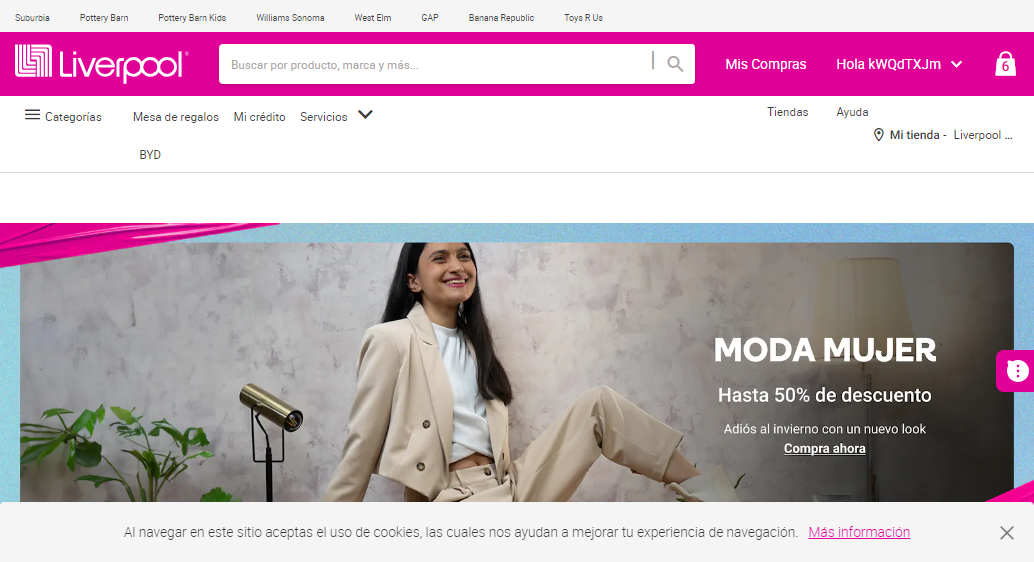 Suburbia Pottery Barn Pottery Barn Kids Williams Sonoma West Elm GAP Banana Republic Toys R Us
Liverpool®
Buscar por producto, marca y más...
Mis Compras
Hola kWQdTXJm
6
Categorías Mesa de regalos Mi crédito Servicios
Tiendas Ayuda
Mi tienda - Liverpool ...
BYD
MODA MUJER
Hasta 50% de descuento
Adiós al invierno con un nuevo look
Compra ahora
Al navegar en este sitio aceptas el uso de cookies, las cuales nos ayudan a mejorar tu experiencia de navegación. Más información